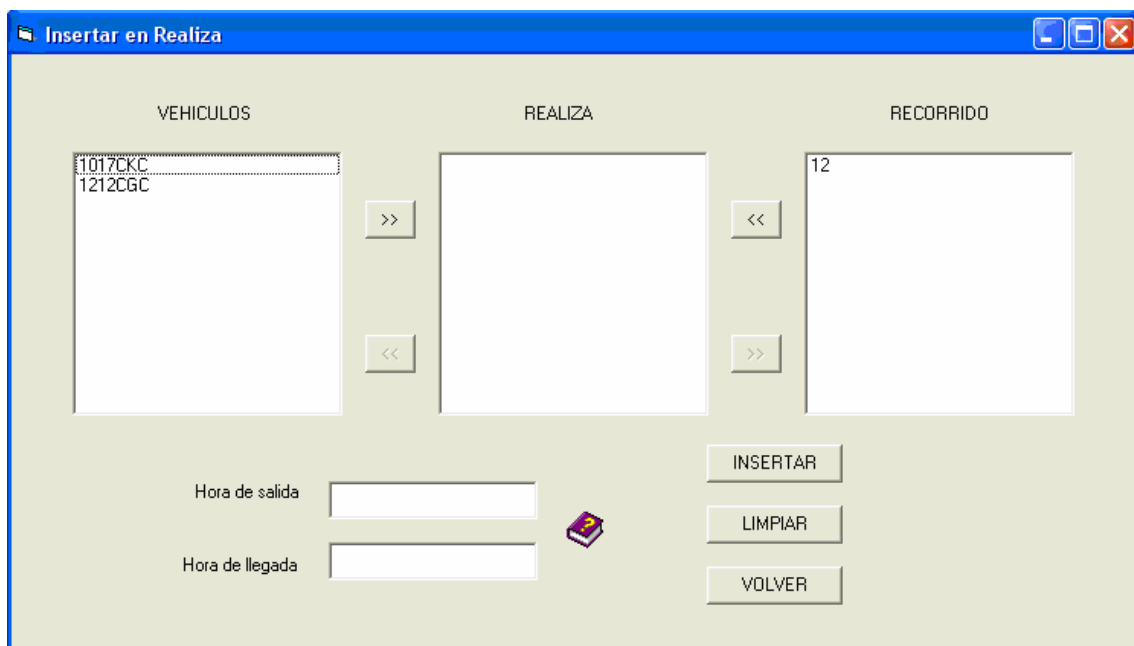 Insertar en Realiza
VEHICULOS REALIZA RECORRIDO
1017CKC 12
1212CGC
>> <<
<< >>
INSERTAR
Hora de salida
LIMPIAR
Hora de llegada
VOLVER